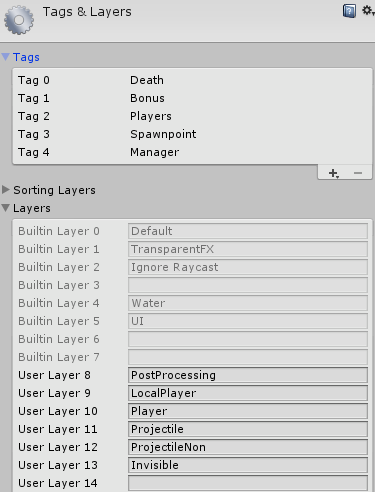 Tags & Layers
Tags
Tag 0 Death
Tag 1 Bonus
Tag 2 Players
Tag 3 Spawnpoint
Tag 4 Manager
Sorting Layers
Layers
Builtin Layer 0 Default
Builtin Layer 1 TransparentFX
Builtin Layer 2 Ignore Raycast
Builtin Layer 3
Builtin Layer 4 Water
Builtin Layer 5 UI
Builtin Layer 6
Builtin Layer 7
User Layer 8 PostProcessing
User Layer 9 LocalPlayer
User Layer 10 Player
User Layer 11 Projectile
User Layer 12 ProjectileNon
User Layer 13 Invisible
User Layer 14